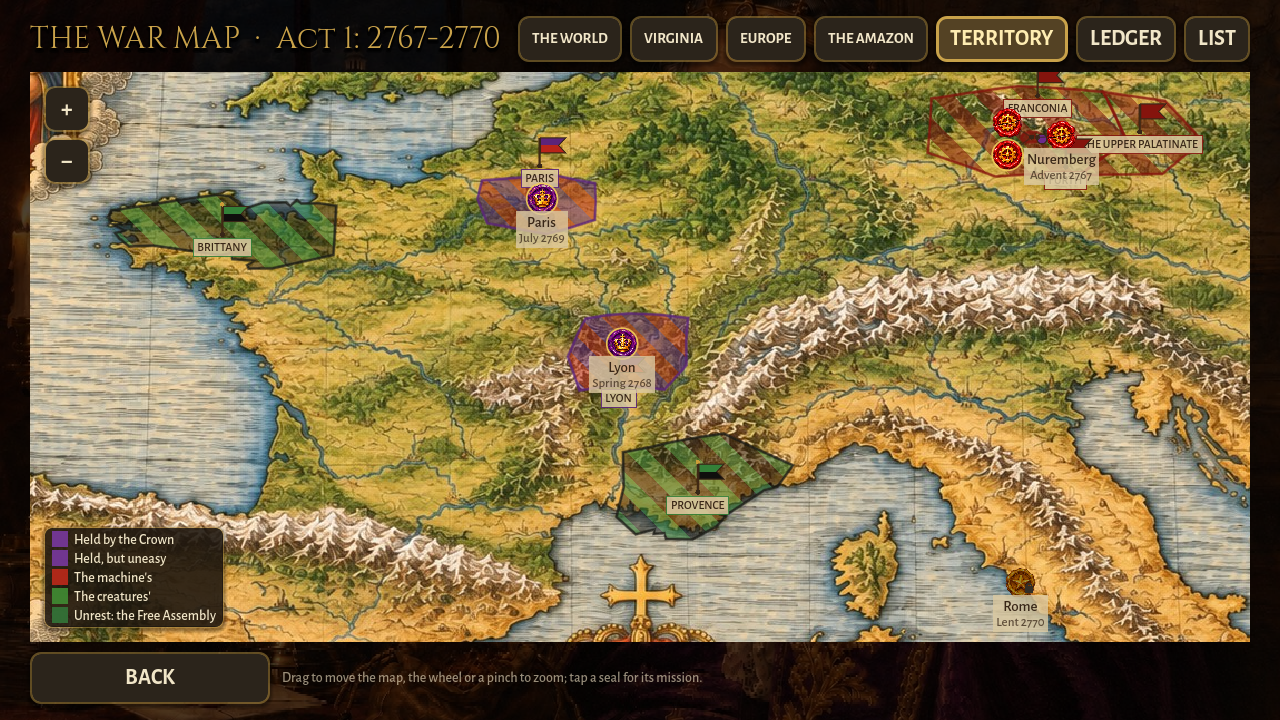 THE WAR MAP · ACT 1: 2767-2770
THE WORLD
VIRGINIA
EUROPE
THE AMAZON
TERRITORY
LEDGER
LIST
+
−
FRANCONIA
HE UPPER PALATINATE
Nuremberg
Advent 2767
PARIS
Paris
July 2769
BRITTANY
Lyon
Spring 2768
LYON
PROVENCE
Held by the Crown
Held, but uneasy
The machine's
The creatures'
Unrest: the Free Assembly
Rome
Lent 2770
BACK
Drag to move the map, the wheel or a pinch to zoom; tap a seal for its mission.